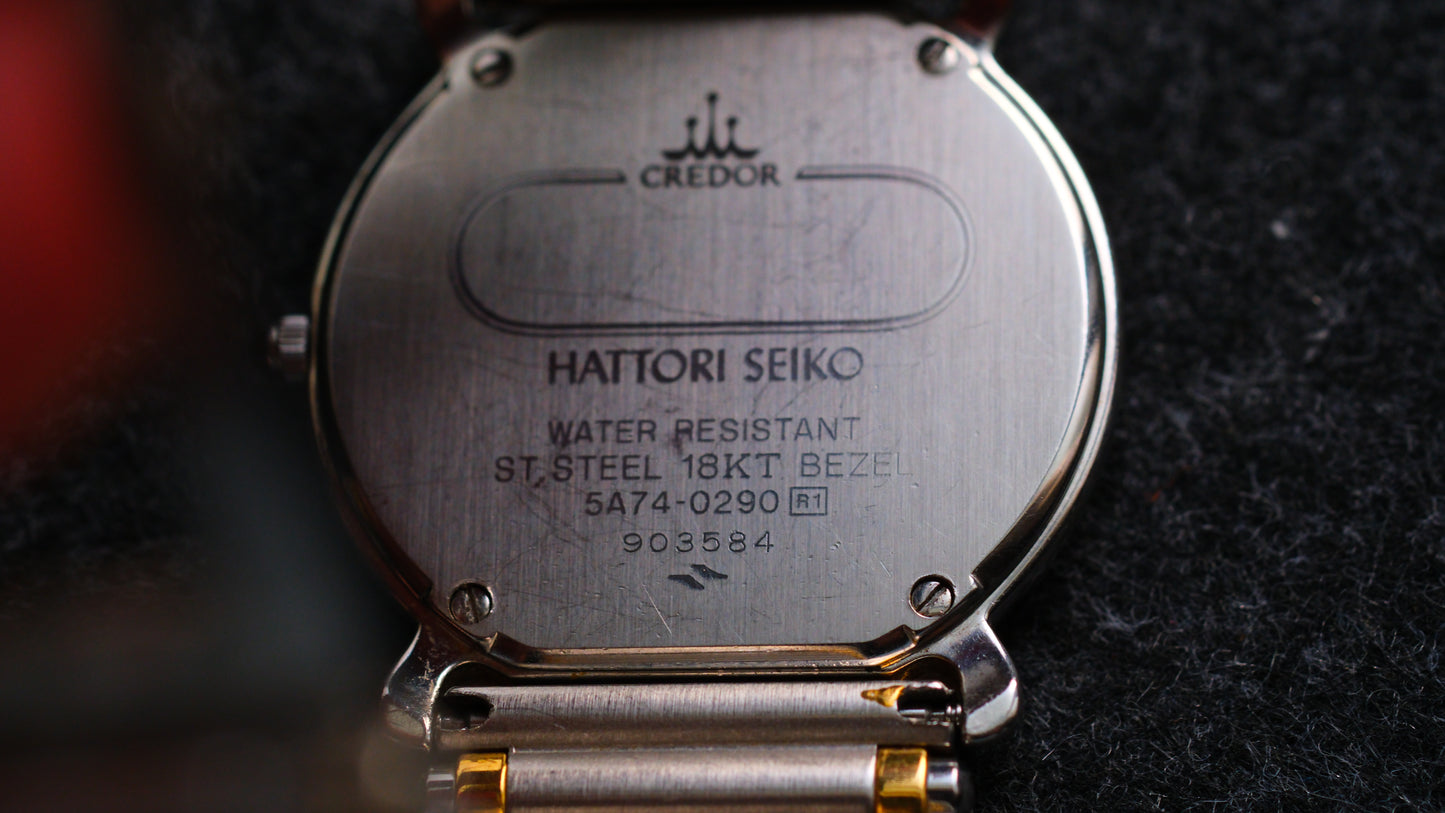 CREDOR
HATTORI SEIKO
WATER RESISTANT
ST.STEEL 18KT BEZEL
5A74-0290 R1
903584